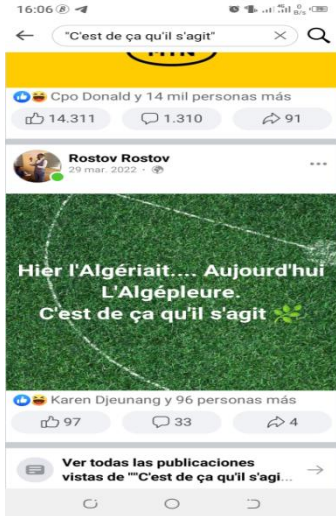 16:06
"C'est de ça qu'il s'agit"
Cpo Donald y 14 mil personas más
14.311 1.310 91
Rostov Rostov
29 mar. 2022
Hier l'Algériait.... Aujourd'hui
L'Algépleure.
C'est de ça qu'il s'agit
Karen Djeunang y 96 personas más
97 33 4
Ver todas las publicaciones
vistas de ""C'est de ça qu'il s'agi...